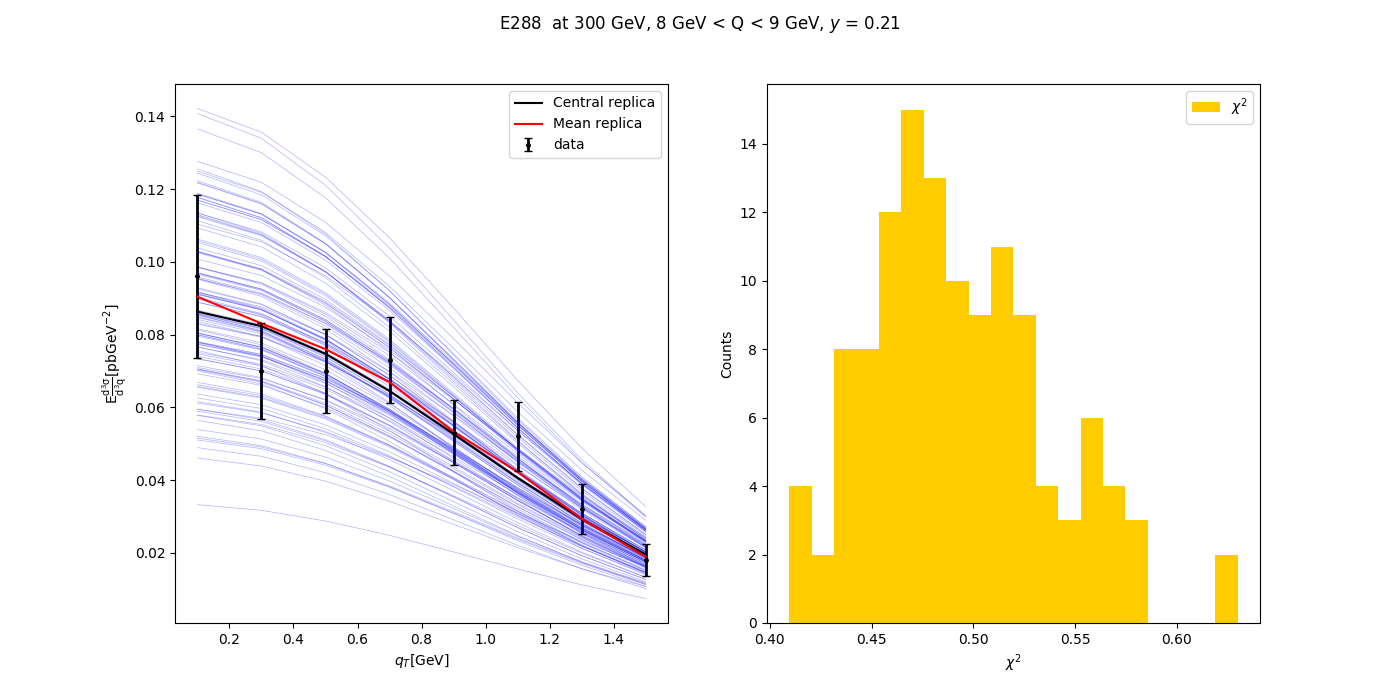 E288 at 300 GeV, 8 GeV < Q < 9 GeV, y = 0.21
Central replica
Mean replica
data
0.14
0.12
0.10
0.08
0.06
0.04
0.02
E d³σ/d³q [pbGeV⁻²]
0.2 0.4 0.6 0.8 1.0 1.2 1.4
q_T[GeV]
χ²
14
12
10
8
6
4
2
0
Counts
0.40 0.45 0.50 0.55 0.60
χ²